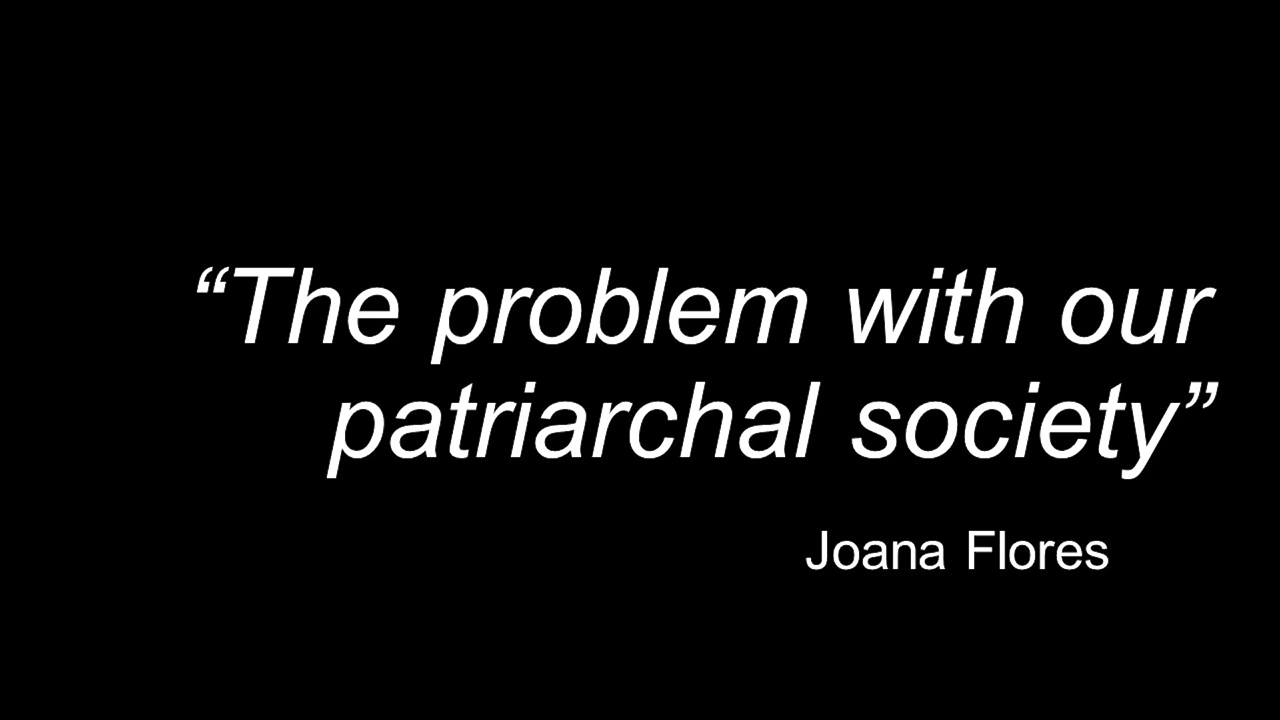 “The problem with our
patriarchal society”
Joana Flores